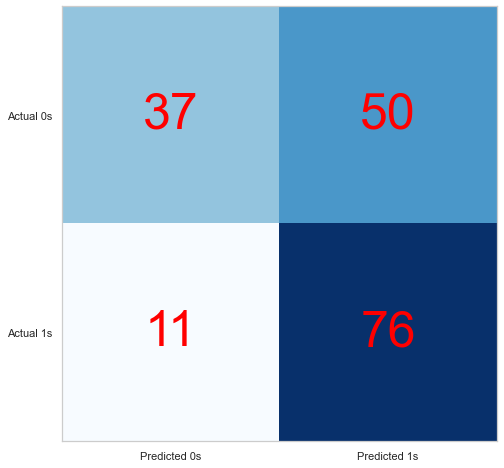 Actual 0s
37
50
Actual 1s
11
76
Predicted 0s
Predicted 1s